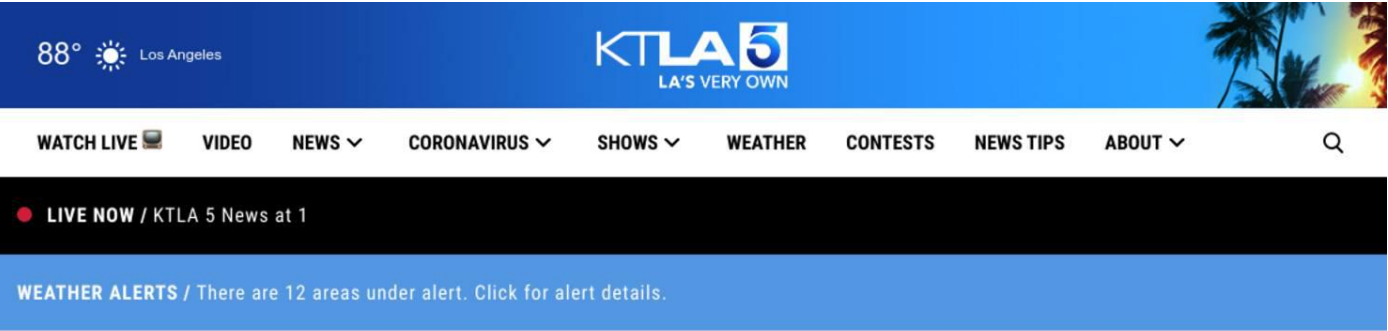 88° Los Angeles
KTLA 5
LA'S VERY OWN
WATCH LIVE VIDEO NEWS CORONAVIRUS SHOWS WEATHER CONTESTS NEWS TIPS ABOUT
LIVE NOW / KTLA 5 News at 1
WEATHER ALERTS / There are 12 areas under alert. Click for alert details.